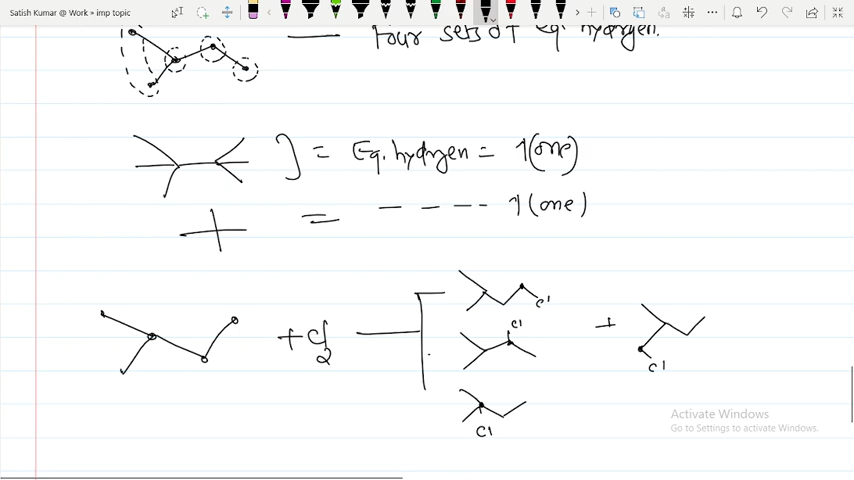 Satish Kumar @ Work » imp topic
Four sets of Eq. hydrogen.
= Eq. hydrgen = 1(one)
= ---- 1(one)
+ Cl2
Cl
Cl
Cl
+
Cl
Activate Windows
Go to Settings to activate Windows.